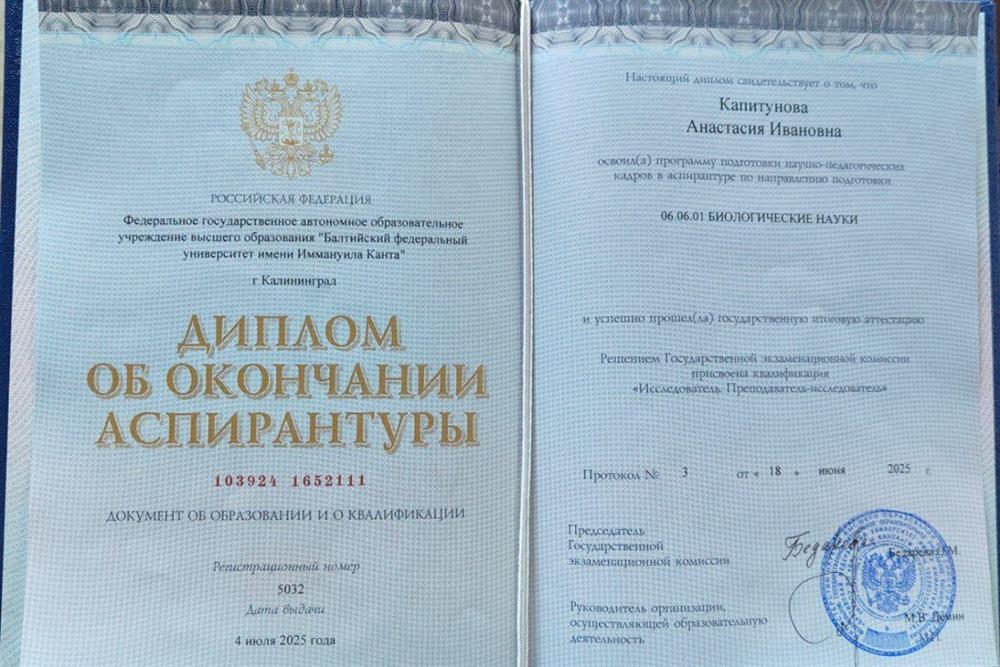 РОССИЙСКАЯ ФЕДЕРАЦИЯ
Федеральное государственное автономное образовательное
учреждение высшего образования "Балтийский федеральный
университет имени Иммануила Канта"
г Калининград
ДИПЛОМ
ОБ ОКОНЧАНИИ
АСПИРАНТУРЫ
103924 1652111
ДОКУМЕНТ ОБ ОБРАЗОВАНИИ И О КВАЛИФИКАЦИИ
Регистрационный номер
5032
Дата выдачи
4 июля 2025 года
Настоящий диплом свидетельствует о том, что
Капитунова
Анастасия Ивановна
освоил(а) программу подготовки научно-педагогических
кадров в аспирантуре по направлению подготовки
06.06.01 БИОЛОГИЧЕСКИЕ НАУКИ
и успешно прошел(ла) государственную итоговую аттестацию
Решением Государственной экзаменационной комиссии
присвоена квалификация
«Исследователь. Преподаватель-исследователь»
Протокол № 3 от « 18 » июня 2025 г.
Председатель
Государственной
экзаменационной комиссии
Руководитель организации,
осуществляющей образовательную
деятельность
М.В. Демин